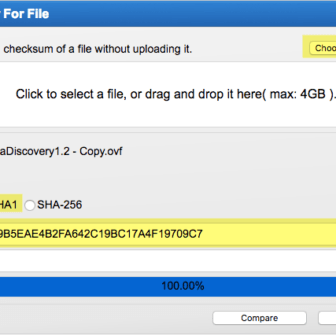 For File
checksum of a file without uploading it.
Choo
Click to select a file, or drag and drop it here( max: 4GB ).
aDiscovery1.2 - Copy.ovf
HA1 SHA-256
9B5EAE4B2FA642C19BC17A4F19709C7
100.00%
Compare